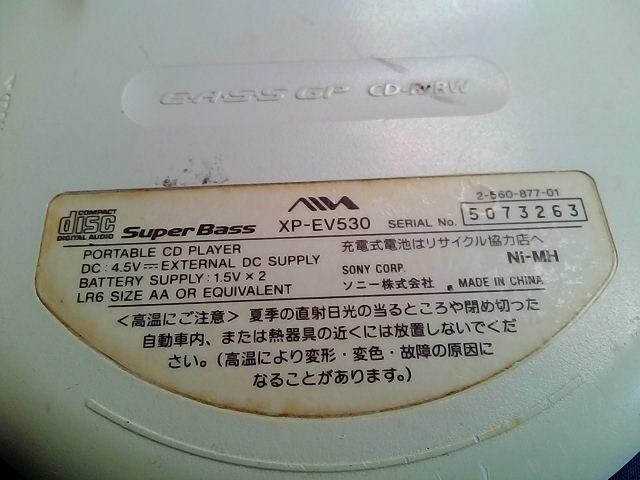 EASS GP CD-R/RW
COMPACT
disc
DIGITAL AUDIO
Super Bass
AIWA
XP-EV530
SERIAL No.
2-560-877-01
5073263
PORTABLE CD PLAYER
DC: 4.5V⎓EXTERNAL DC SUPPLY
BATTERY SUPPLY: 1.5V × 2
LR6 SIZE AA OR EQUIVALENT
充電式電池はリサイクル協力店へ
Ni-MH
SONY CORP.
ソニー株式会社
MADE IN CHINA
<高温にご注意> 夏季の直射日光の当るところや閉め切った
自動車内、または熱器具の近くには放置しないでくだ
さい。(高温により変形・変色・故障の原因に
なることがあります。)